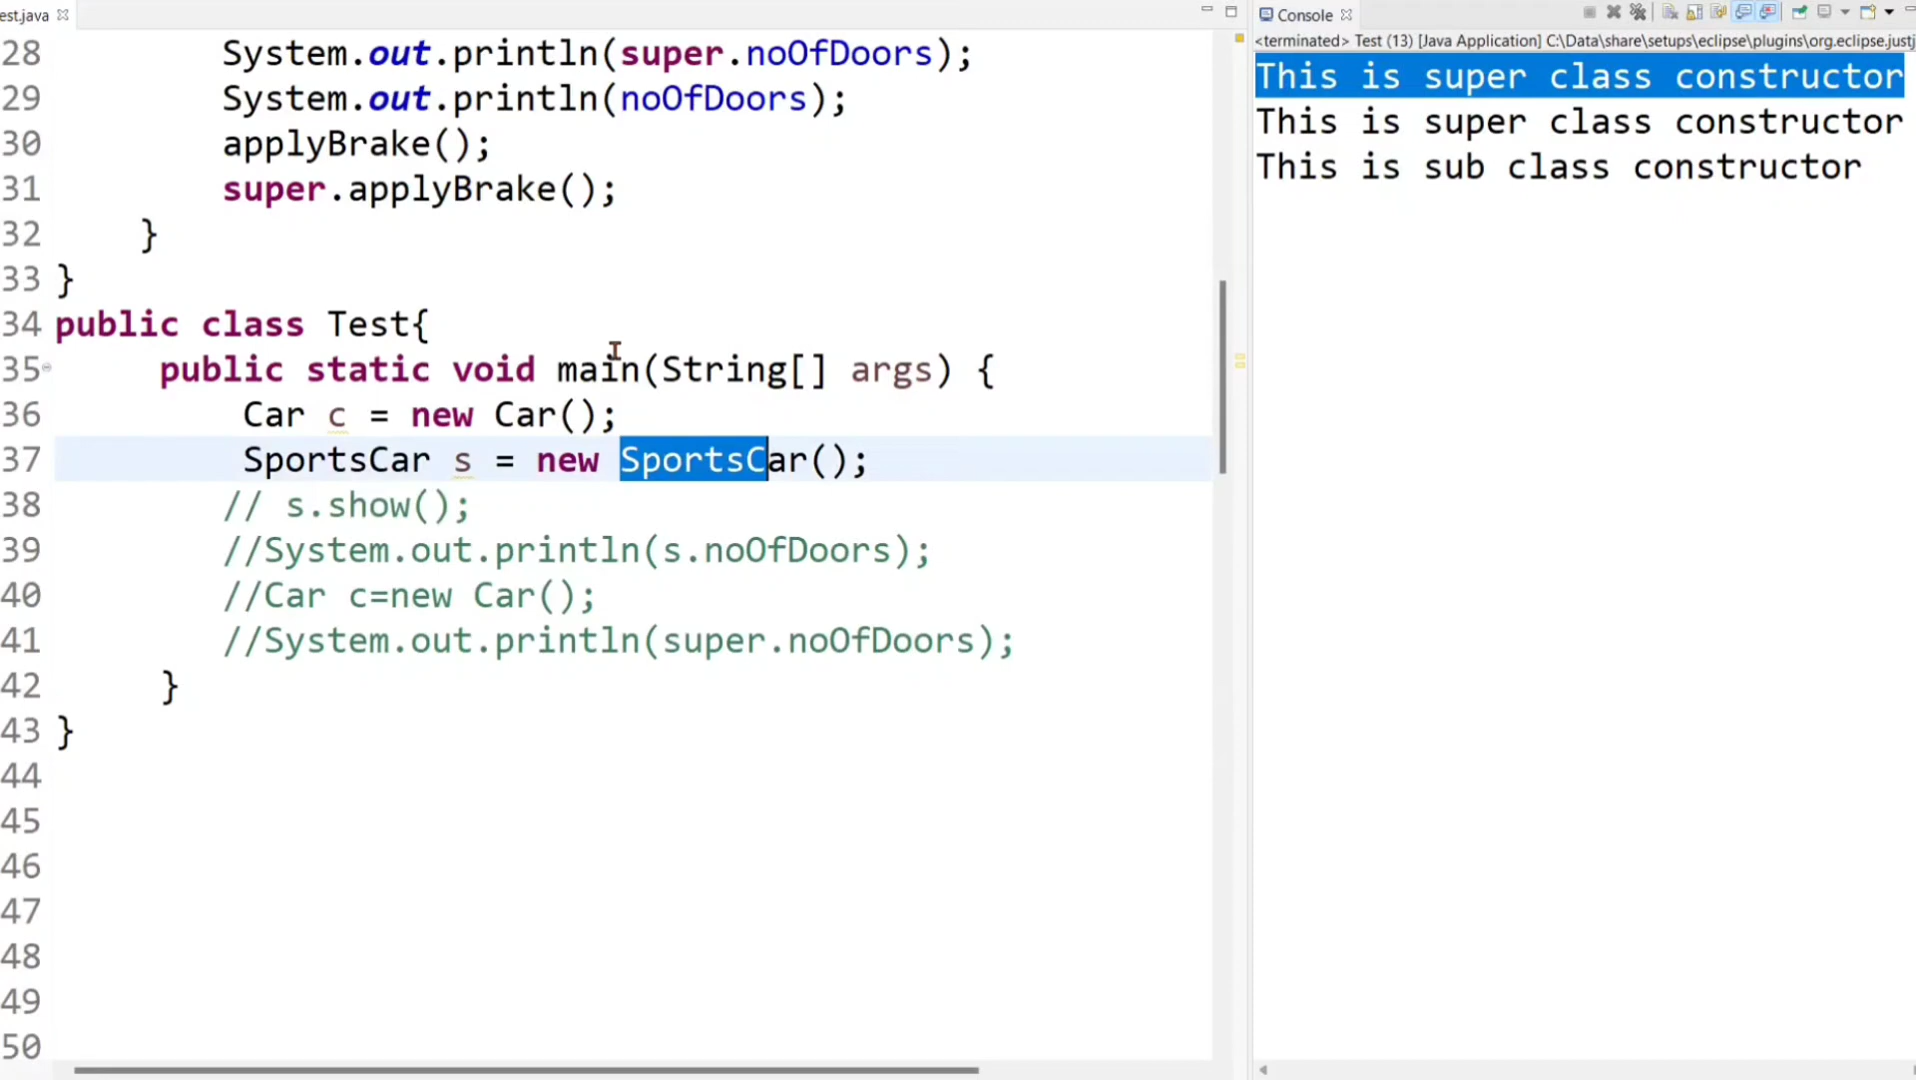 est.java
28 System.out.println(super.noOfDoors);
29 System.out.println(noOfDoors);
30 applyBrake();
31 super.applyBrake();
32 }
33 }
34 public class Test{
35 public static void main(String[] args) {
36 Car c = new Car();
37 SportsCar s = new SportsCar();
38 // s.show();
39 //System.out.println(s.noOfDoors);
40 //Car c=new Car();
41 //System.out.println(super.noOfDoors);
42 }
43 }
44
45
46
47
48
49
50
Console
<terminated> Test (13) [Java Application] C:\Data\share\setups\eclipse\plugins\org.eclipse.justj
This is super class constructor
This is super class constructor
This is sub class constructor